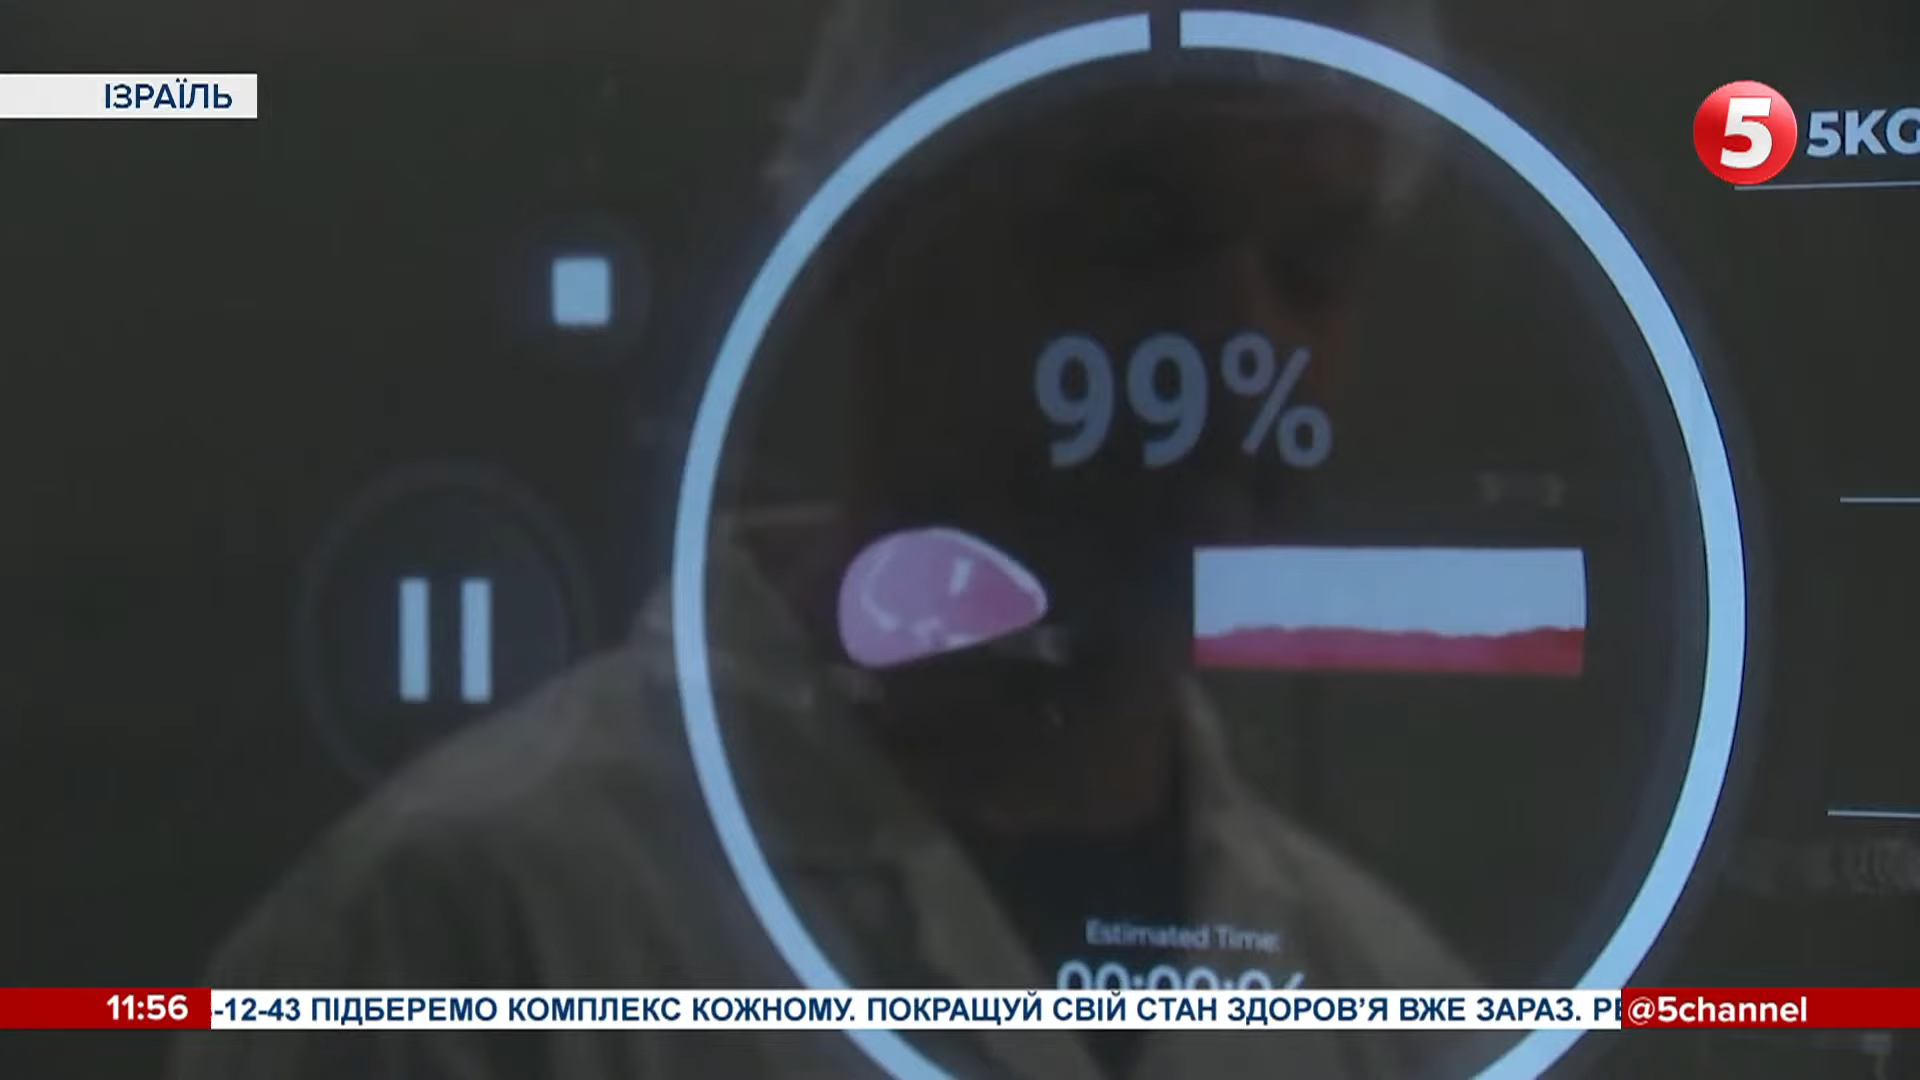 ІЗРАЇЛЬ
5
5KG
99%
Estimated Time:
11:56
-12-43 ПІДБЕРЕМО КОМПЛЕКС КОЖНОМУ. ПОКРАЩУЙ СВІЙ СТАН ЗДОРОВ'Я ВЖЕ ЗАРАЗ.
@5channel